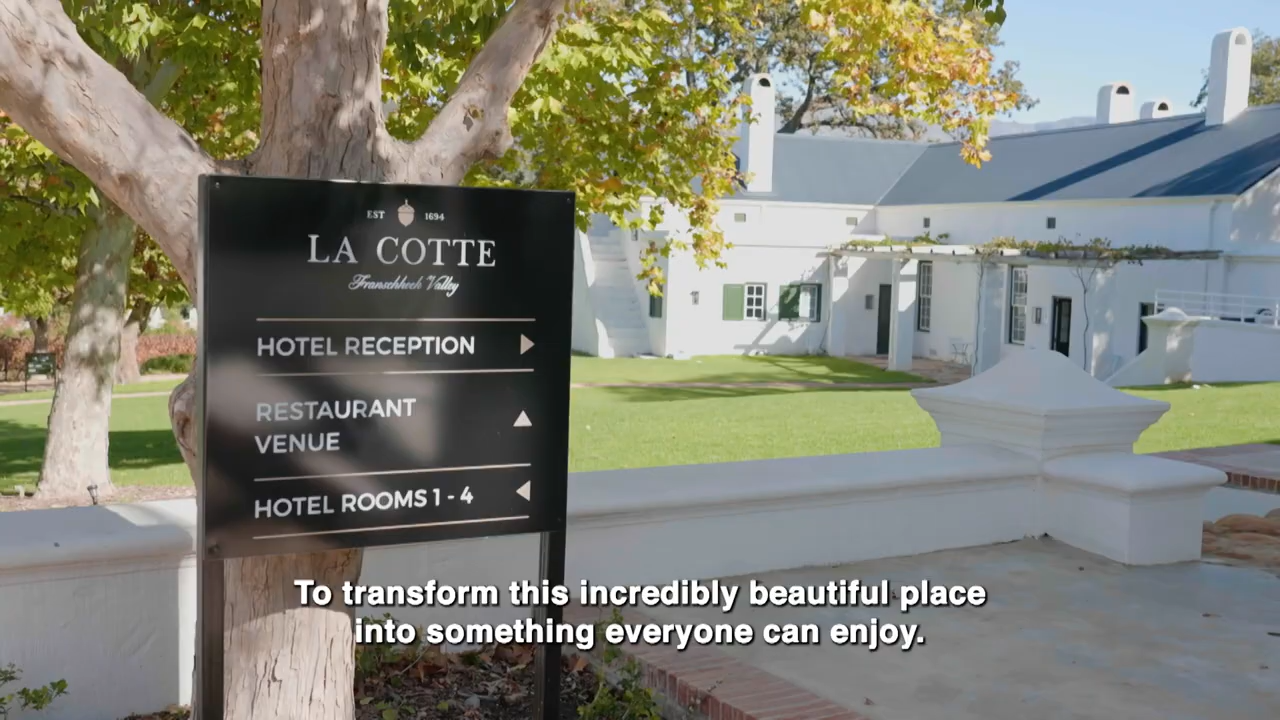 EST 1694
LA COTTE
Franschhoek Valley
HOTEL RECEPTION
RESTAURANT
VENUE
HOTEL ROOMS 1 - 4
To transform this incredibly beautiful place
into something everyone can enjoy.